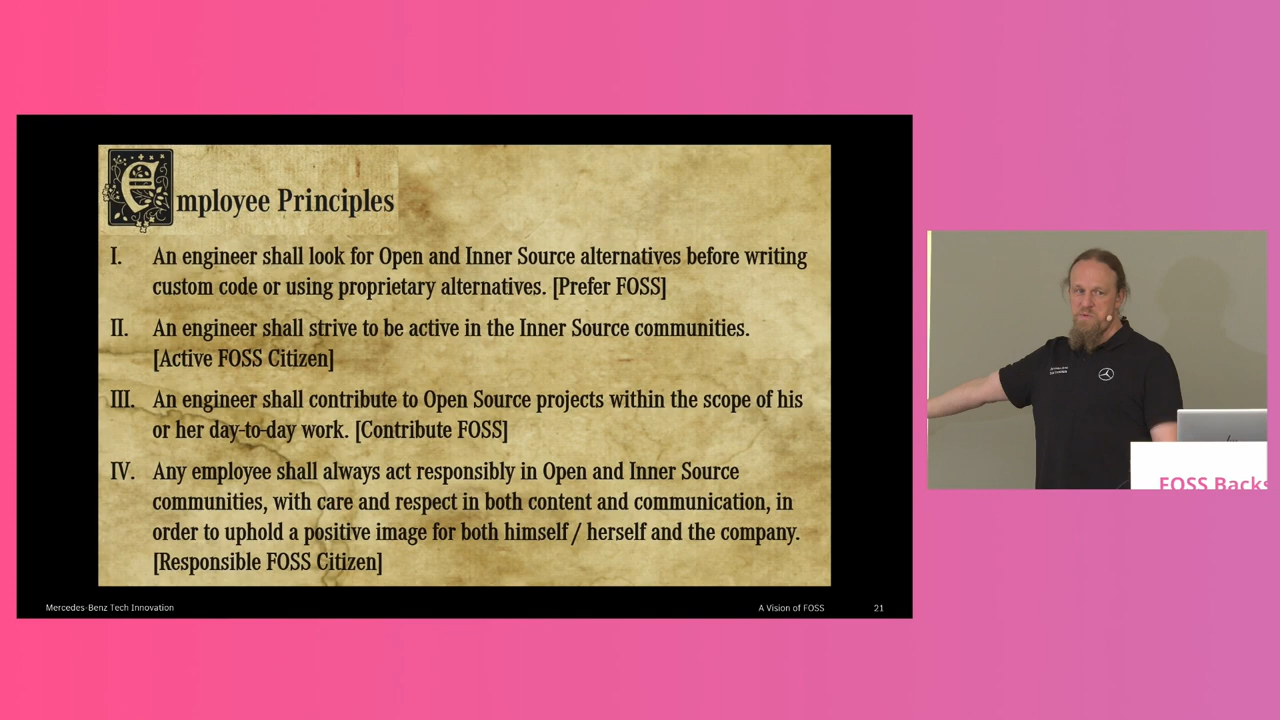 Employee Principles
I. An engineer shall look for Open and Inner Source alternatives before writing
custom code or using proprietary alternatives. [Prefer FOSS]
II. An engineer shall strive to be active in the Inner Source communities.
[Active FOSS Citizen]
III. An engineer shall contribute to Open Source projects within the scope of his
or her day-to-day work. [Contribute FOSS]
IV. Any employee shall always act responsibly in Open and Inner Source
communities, with care and respect in both content and communication, in
order to uphold a positive image for both himself / herself and the company.
[Responsible FOSS Citizen]
Mercedes-Benz Tech Innovation
A Vision of FOSS 21
FOSS Backs